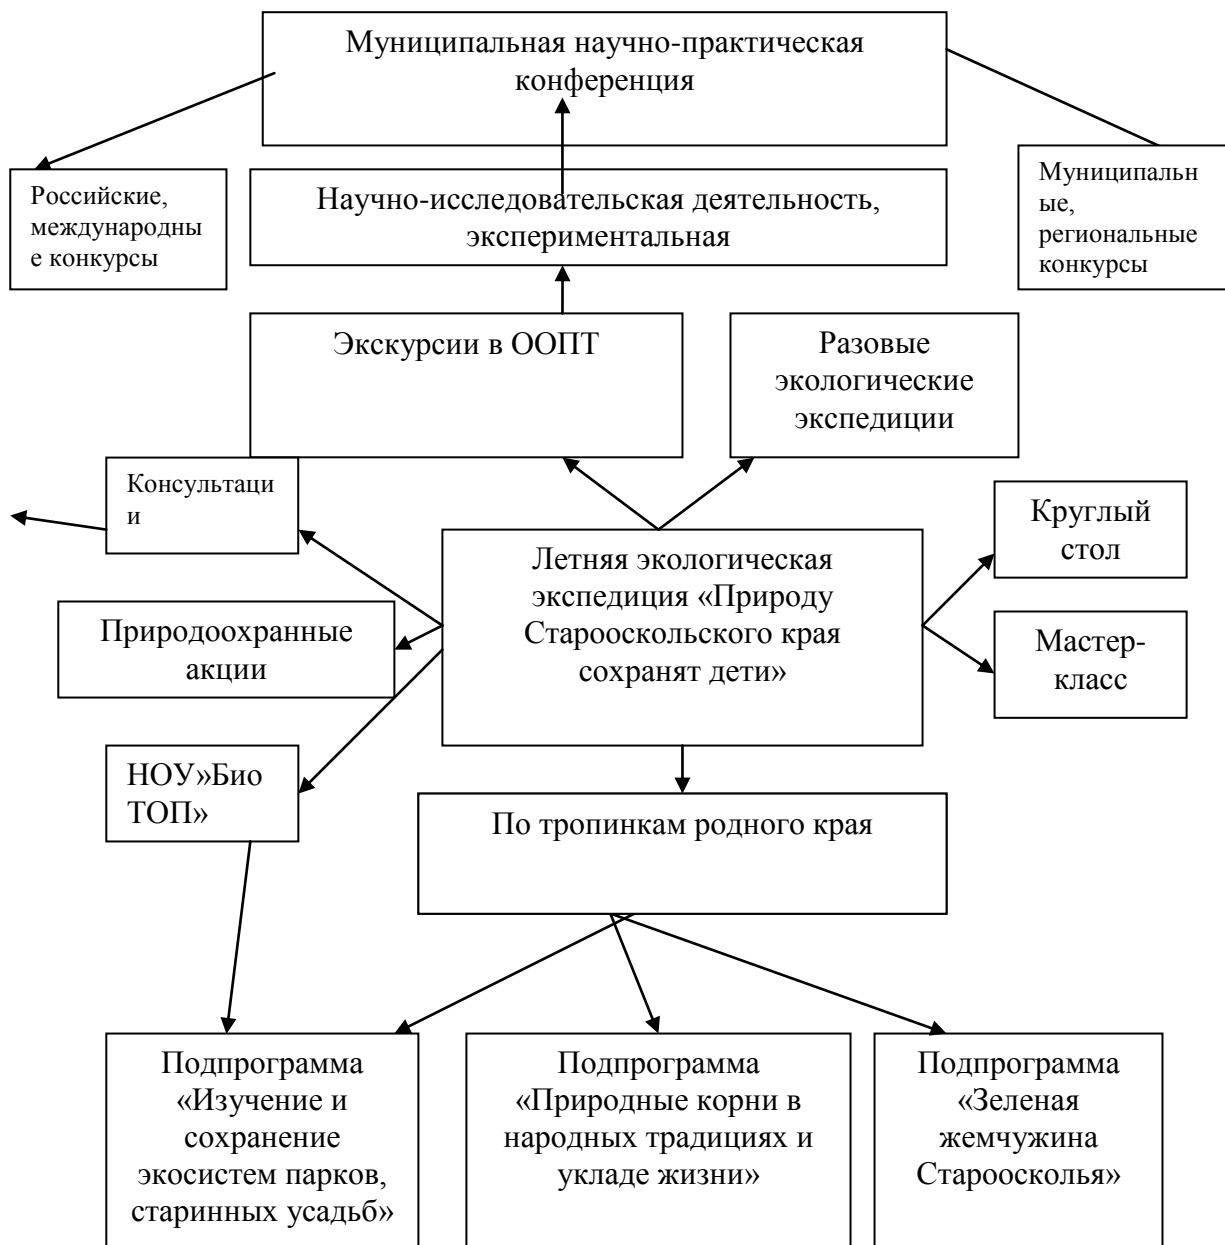 Муниципальная научно-практическая
конференция
Российские,
международны
е конкурсы
Научно-исследовательская деятельность,
экспериментальная
Муниципальн
ые,
региональные
конкурсы
Экскурсии в ООПТ
Разовые
экологические
экспедиции
Консультаци
и
Круглый
стол
Летняя экологическая
экспедиция «Природу
Старооскольского края
сохранят дети»
Природоохранные
акции
Мастер-
класс
НОУ»Био
ТОП»
По тропинкам родного края
Подпрограмма
«Изучение и
сохранение
экосистем парков,
старинных усадьб»
Подпрограмма
«Природные корни в
народных традициях и
укладе жизни»
Подпрограмма
«Зеленая
жемчужина
Староосколья»